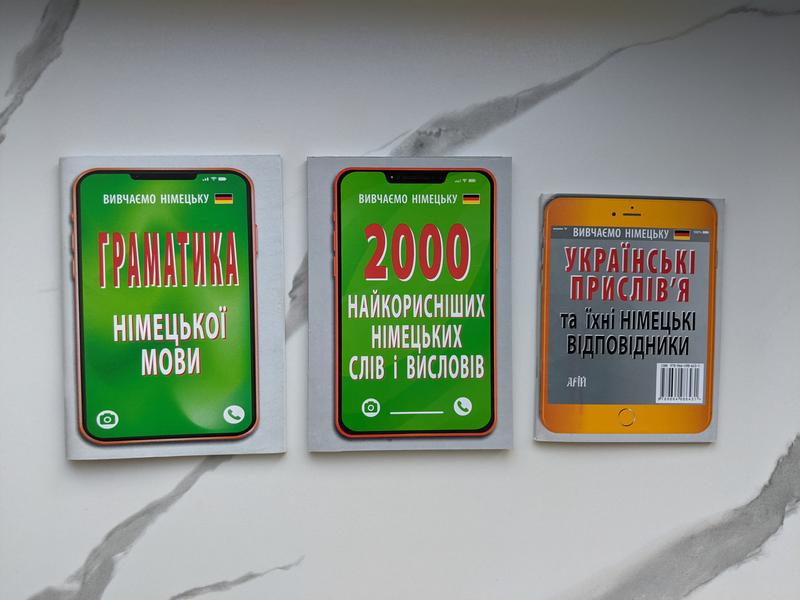 ВИВЧАЄМО НІМЕЦЬКУ
ГРАМАТИКА
НІМЕЦЬКОЇ
МОВИ
ВИВЧАЄМО НІМЕЦЬКУ
2000
НАЙКОРИСНІШИХ
НІМЕЦЬКИХ
СЛІВ і ВИСЛОВІВ
ВИВЧАЄМО НІМЕЦЬКУ
УКРАЇНСЬКІ
ПРИСЛІВ'Я
та їхні НІМЕЦЬКІ
ВІДПОВІДНИКИ
АРІЙ